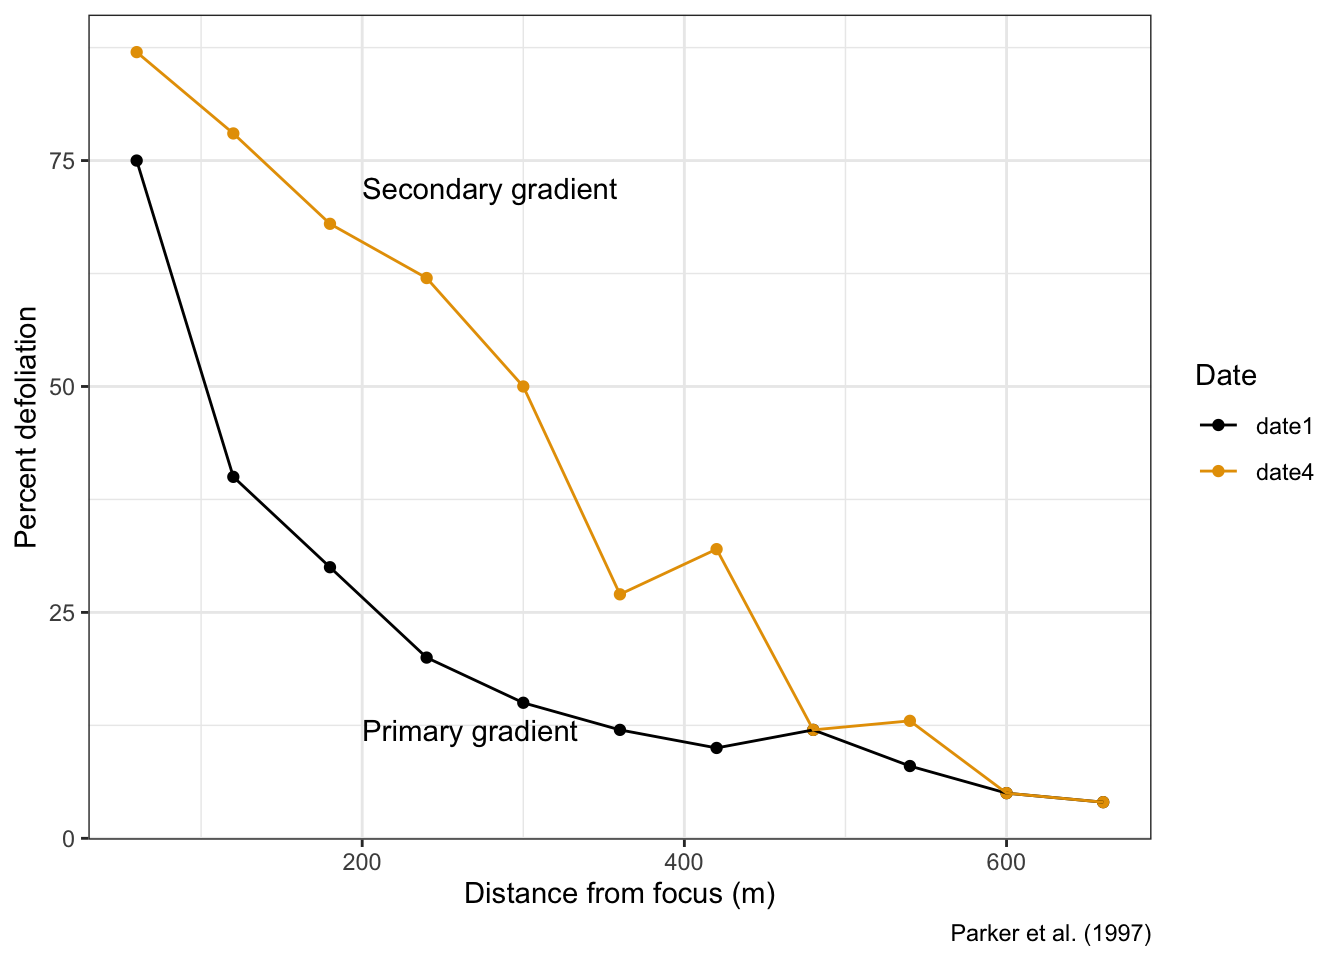 75
50
25
0
Percent defoliation
Secondary gradient
Primary gradient
200
400
600
Distance from focus (m)
Date
date1
date4
Parker et al. (1997)